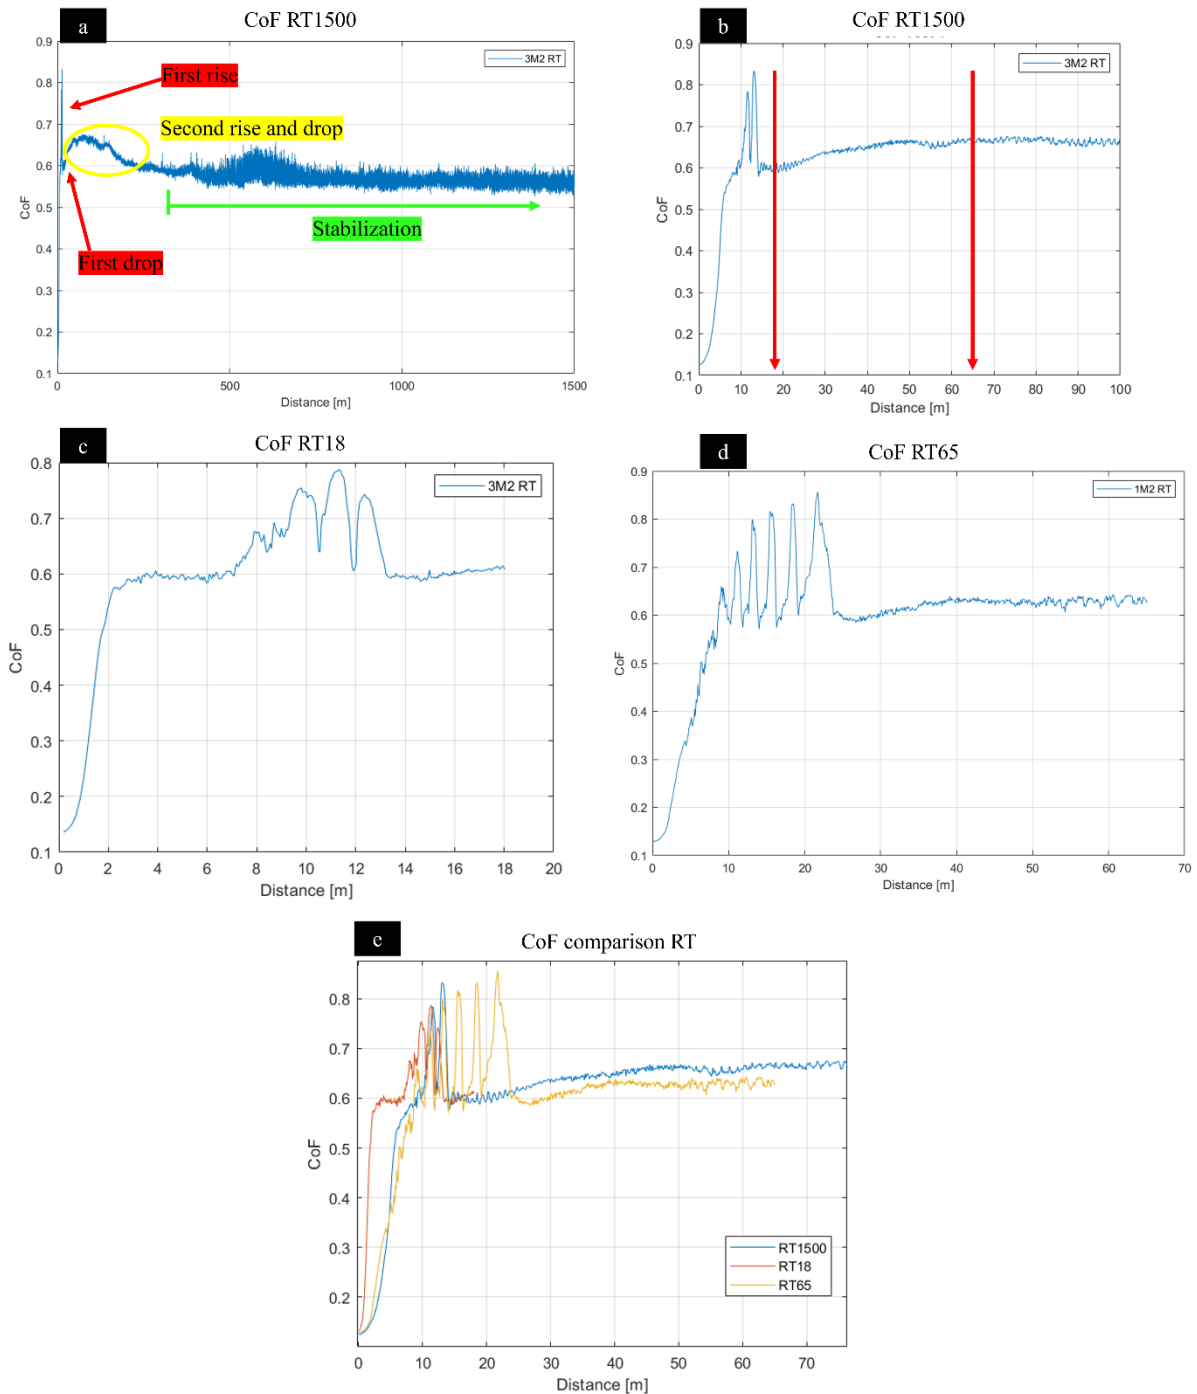 a
CoF RT1500
0.9
0.8
0.7
0.6
0.5
0.4
0.3
0.2
0.1
CoF
3M2 RT
First rise
Second rise and drop
Stabilization
First drop
0
500
1000
1500
Distance [m]
b
CoF RT1500
0.9
0.8
0.7
0.6
0.5
0.4
0.3
0.2
0.1
CoF
3M2 RT
0 10 20 30 40 50 60 70 80 90 100
Distance [m]
c
CoF RT18
0.8
0.7
0.6
0.5
0.4
0.3
0.2
0.1
CoF
3M2 RT
0 2 4 6 8 10 12 14 16 18 20
Distance [m]
d
CoF RT65
0.9
0.8
0.7
0.6
0.5
0.4
0.3
0.2
0.1
CoF
1M2 RT
0 10 20 30 40 50 60 70
Distance [m]
e
CoF comparison RT
0.8
0.7
0.6
0.5
0.4
0.3
0.2
CoF
RT1500
RT18
RT65
0 10 20 30 40 50 60 70
Distance [m]